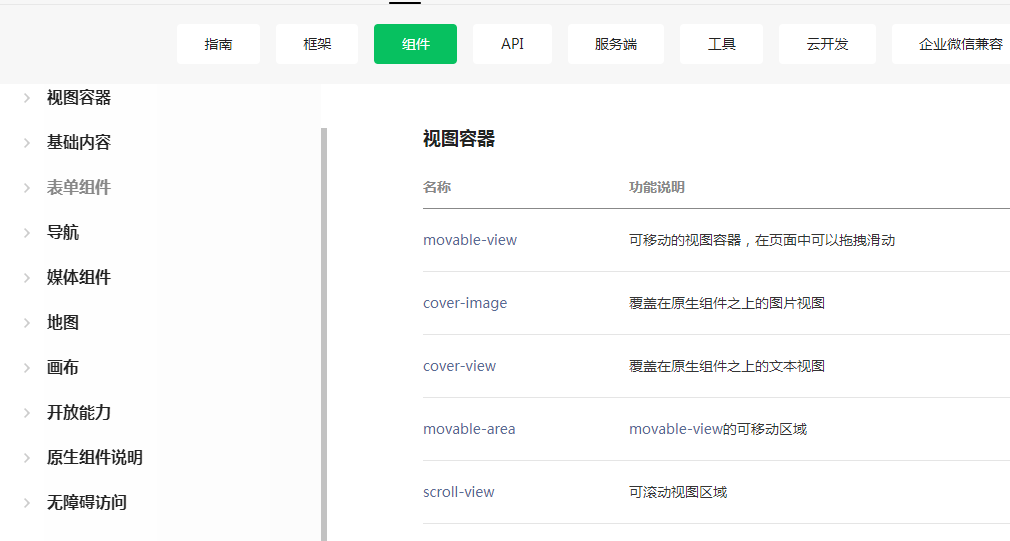 指南 框架 组件 API 服务端 工具 云开发 企业微信兼容
视图容器
基础内容
表单组件
导航
媒体组件
地图
画布
开放能力
原生组件说明
无障碍访问
视图容器
名称 功能说明
movable-view 可移动的视图容器，在页面中可以拖拽滑动
cover-image 覆盖在原生组件之上的图片视图
cover-view 覆盖在原生组件之上的文本视图
movable-area movable-view的可移动区域
scroll-view 可滚动视图区域